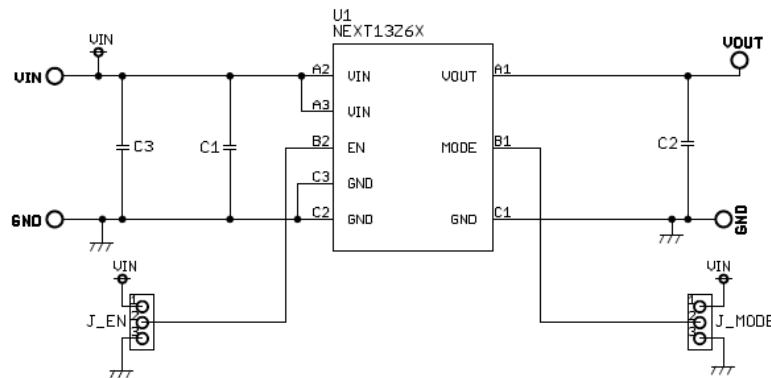 U1
NEXT13Z6X
VIN
VIN
VOUT
A2
VIN
VOUT
A1
A3
VIN
C3
C1
C2
B2
EN
MODE
B1
C3
GND
GND
C2
GND
GND
C1
GND
VIN
VIN
1
2
3
J_EN
1
2
3
J_MODE